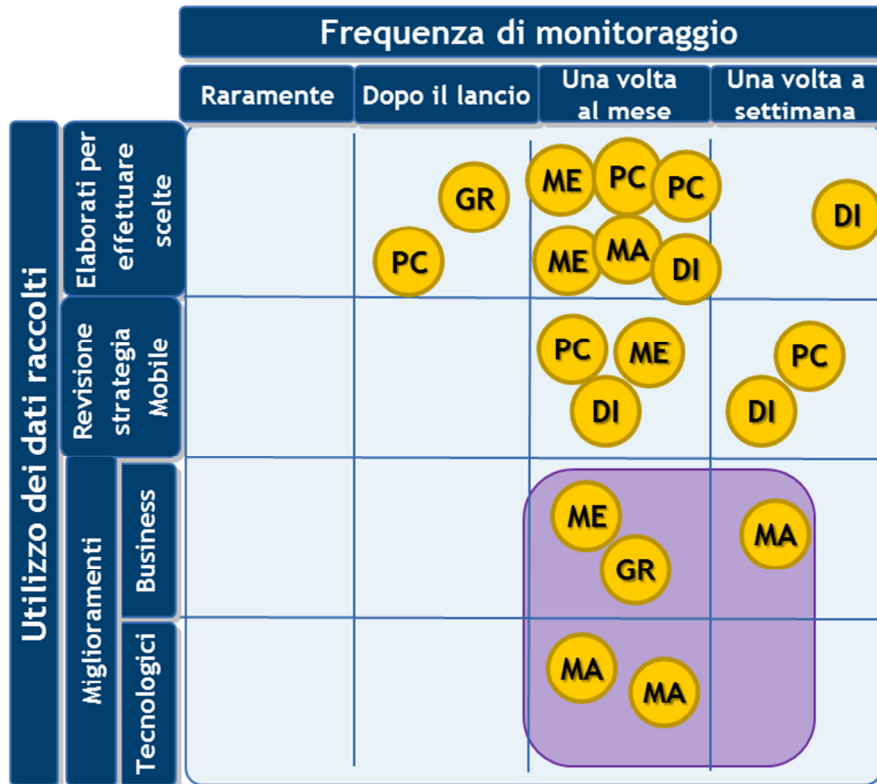 Frequenza di monitoraggio
Raramente
Dopo il lancio
Una volta
al mese
Una volta a
settimana
Utilizzo dei dati raccolti
Elaborati per
effettuare
scelte
GR
PC
ME
PC
PC
ME
MA
DI
DI
Revisione
strategia
Mobile
PC
ME
DI
PC
DI
Miglioramenti
Business
ME
GR
MA
Tecnologici
MA
MA